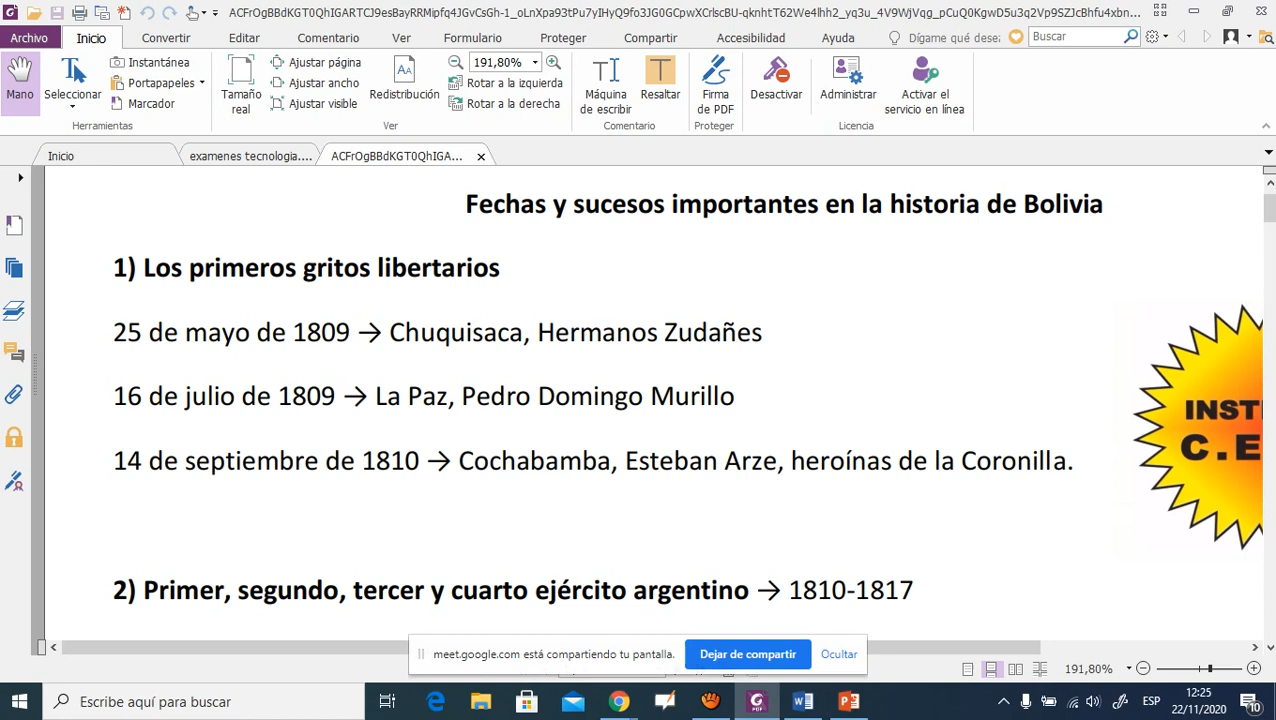 ACFrOgBBdKGT0QhIGARTCJ9esBayRRMipfq4JOsFoGh-1_oLnXpa93tPu7yIHyQ9fo33G0GCpwXCdlscBLrqkmtT62We4lhh2_yq3u_4V9VjVqg_pCuQ0KgwD5u3q2Vp9SZJcBhfu4xbn...
Archivo Inicio Convertir Editar Comentario Ver Formulario Proteger Compartir Accesibilidad Ayuda Dígame qué dese: Buscar
Mano
Seleccionar
Instantánea
Portapapeles
Marcador
Herramientas
Tamaño
real
Ajustar página
Ajustar ancho
Ajustar visible
Redistribución
191,80%
Rotar a la izquierda
Rotar a la derecha
Ver
Máquina
de escribir
Resaltar
Comentario
Firma
de PDF
Proteger
Desactivar
Administrar
Activar el
servicio en línea
Licencia
Inicio examenes tecnologia.... ACFrOgBBdKGT0QhIGA...
Fechas y sucesos importantes en la historia de Bolivia
1) Los primeros gritos libertarios
25 de mayo de 1809 → Chuquisaca, Hermanos Zudañes
16 de julio de 1809 → La Paz, Pedro Domingo Murillo
14 de septiembre de 1810 → Cochabamba, Esteban Arze, heroínas de la Coronilla.
INSTI
C.E
2) Primer, segundo, tercer y cuarto ejército argentino → 1810-1817
meet.google.com está compartiendo tu pantalla. Dejar de compartir Ocultar
191,80%
Escribe aquí para buscar
ESP
12:25
22/11/2020
10